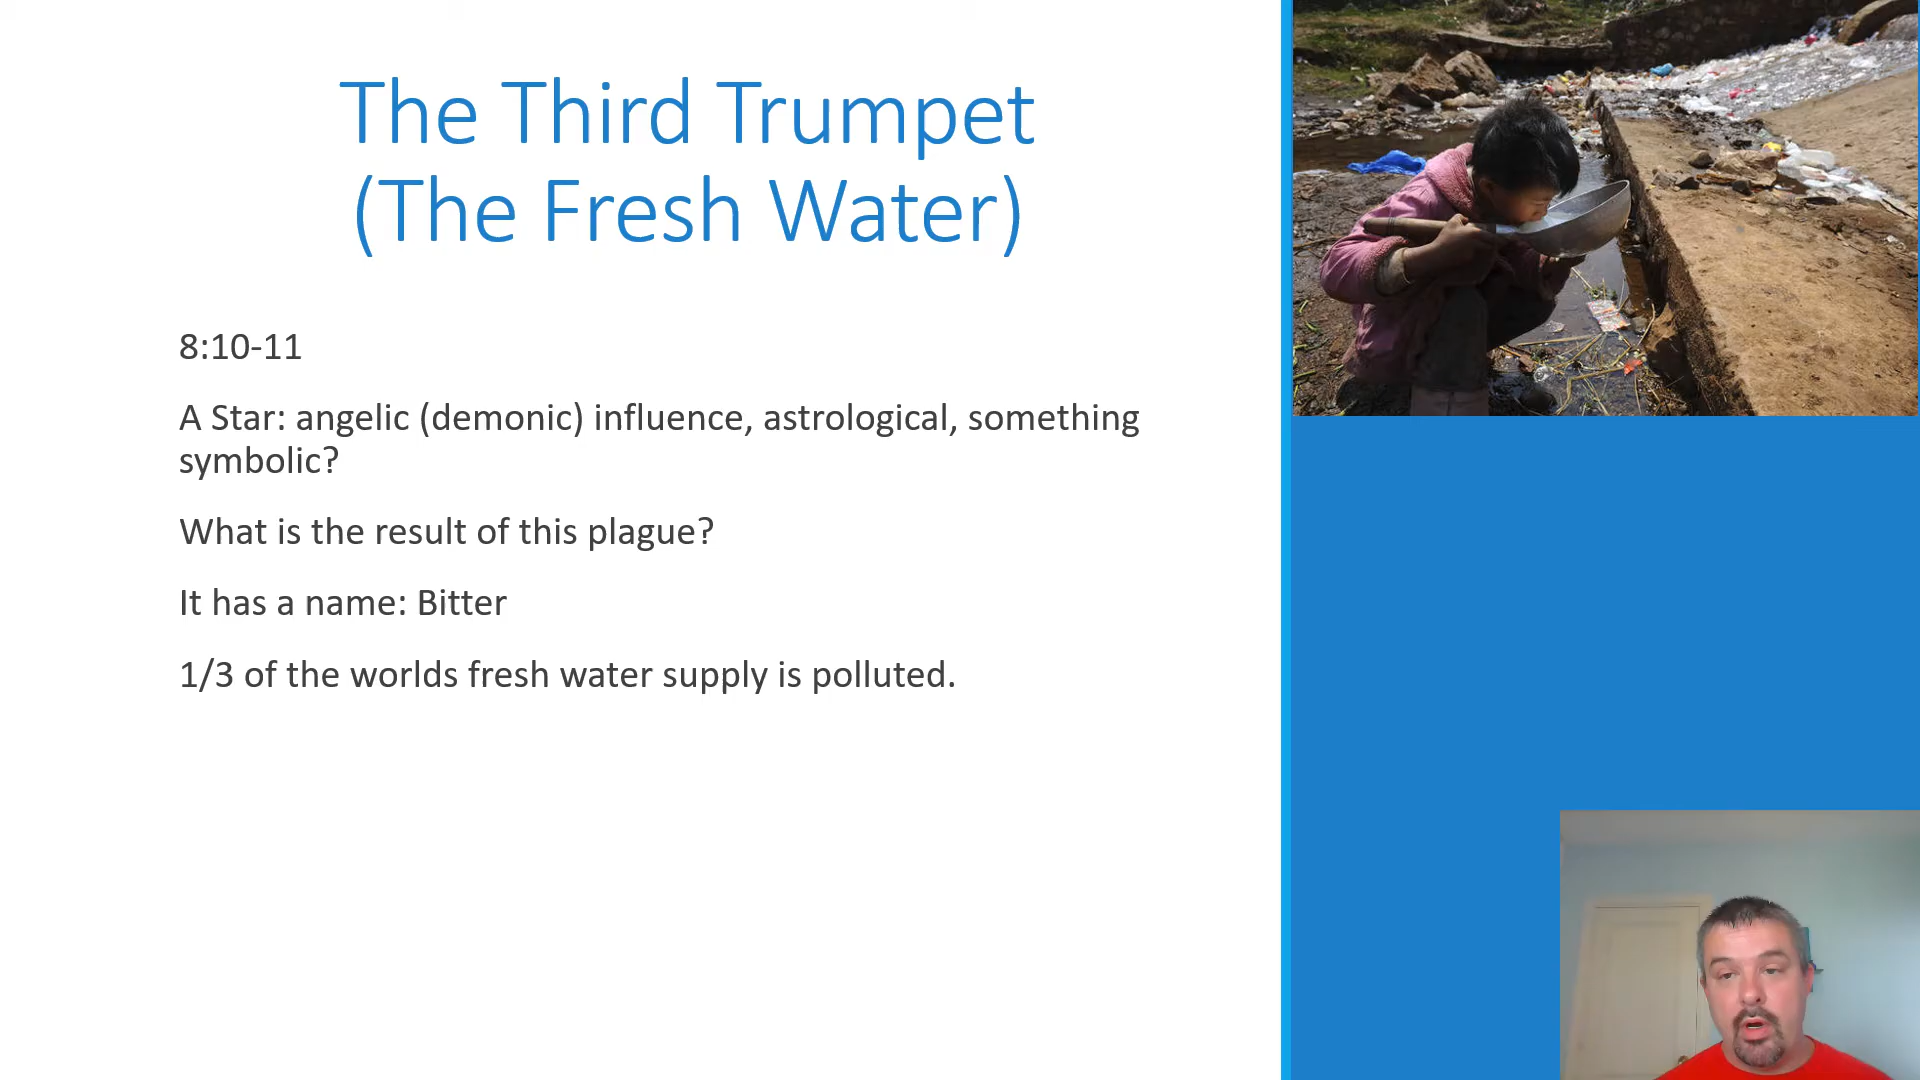 The Third Trumpet
(The Fresh Water)
8:10-11
A Star: angelic (demonic) influence, astrological, something
symbolic?
What is the result of this plague?
It has a name: Bitter
1/3 of the worlds fresh water supply is polluted.